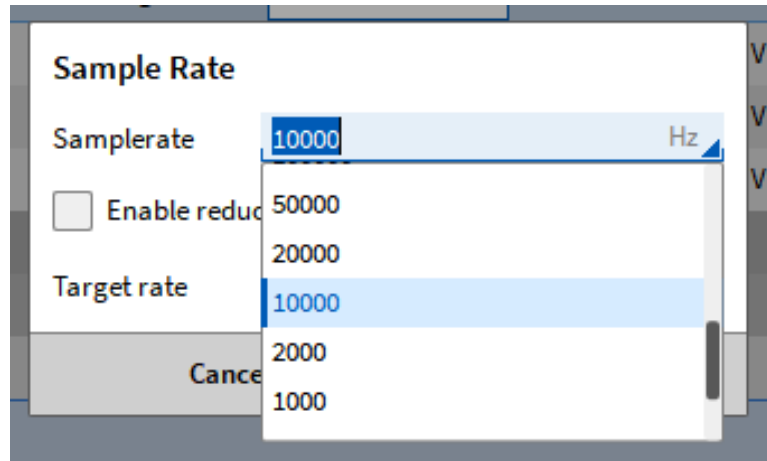 Sample Rate
Samplerate 10000 Hz
50000
Enable reduc
20000
Target rate
10000
2000
Cance
1000
V
V
V